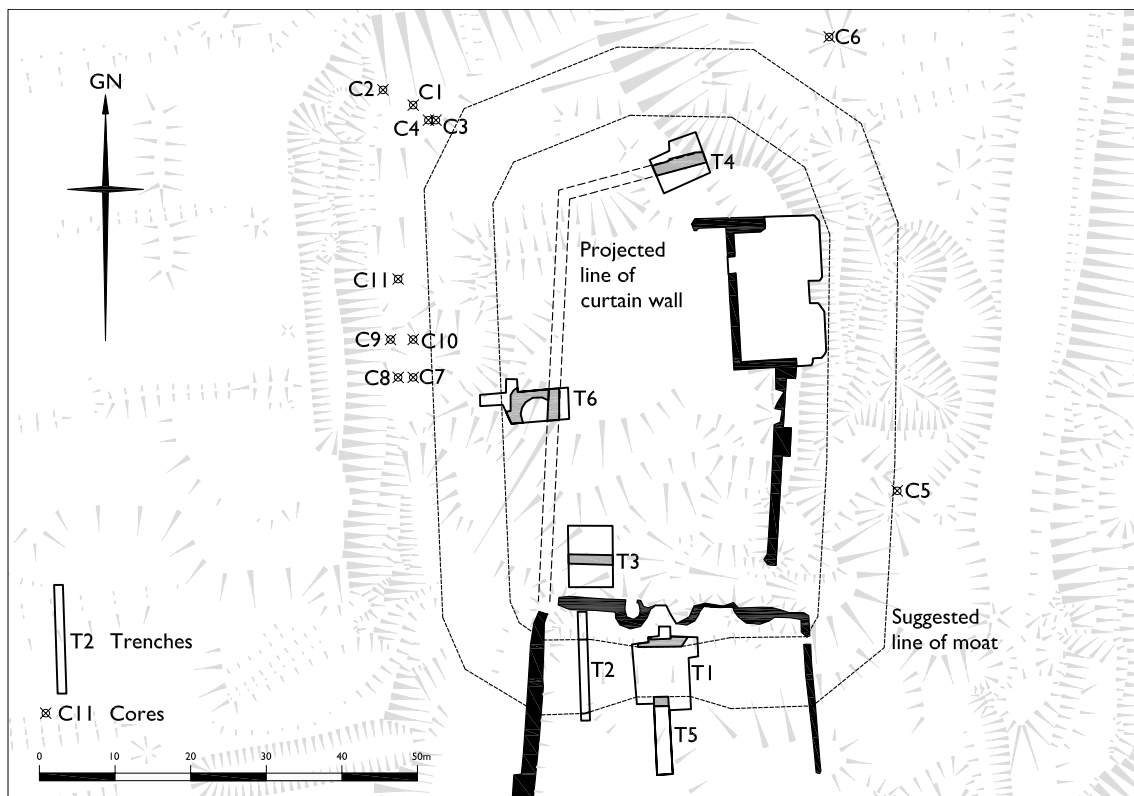 C6
GN
C2
C1
C4
C3
T4
Projected
line of
curtain wall
C11
C9
C10
C8
C7
T6
C5
T3
Suggested
line of moat
T2 Trenches
T2
T1
C11 Cores
T5
0 10 20 30 40 50m